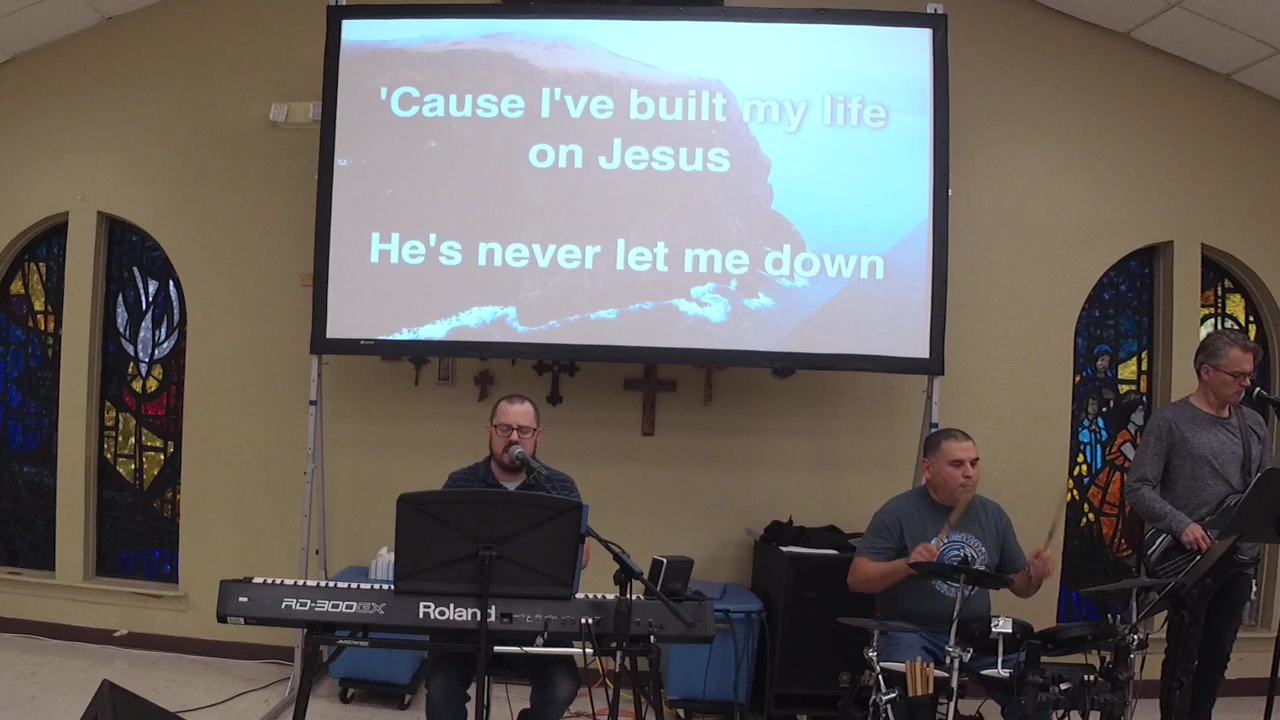 'Cause I've built my life
on Jesus
He's never let me down
RD-300GX
Roland